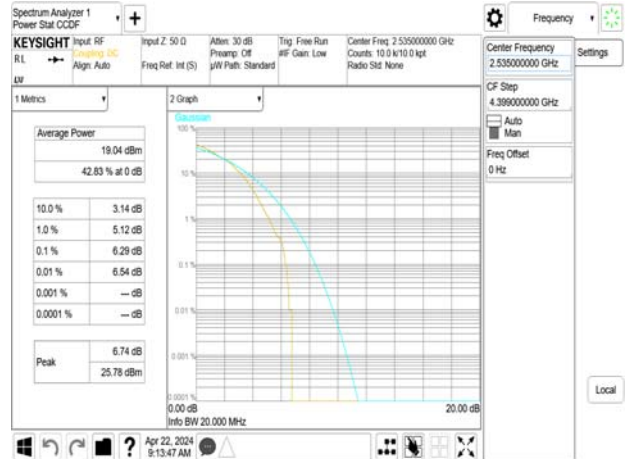 Spectrum Analyzer 1
Power Stat CCDF
+
Frequency
KEYSIGHT
RL
Input: RF
Coupling: DC
Align: Auto
Input Z: 50 Ω
Freq Ref: Int (S)
Atten: 30 dB
Preamp: Off
µW Path: Standard
Trig: Free Run
#IF Gain: Low
Center Freq: 2.535000000 GHz
Counts: 10.0 k/10.0 kpt
Radio Std: None
Center Frequency
2.535000000 GHz
Settings
CF Step
4.399000000 GHz
Auto
Man
Freq Offset
0 Hz
1 Metrics
2 Graph
Gaussian
Average Power
19.04 dBm
42.83 % at 0 dB
10.0 % 3.14 dB
1.0 % 5.12 dB
0.1 % 6.29 dB
0.01 % 6.54 dB
0.001 % --- dB
0.0001 % --- dB
Peak
6.74 dB
25.78 dBm
100 %
10 %
1 %
0.1 %
0.01 %
0.001 %
0.0001 %
0.00 dB
20.00 dB
Info BW 20.000 MHz
Local
?
Apr 22, 2024
9:13:47 AM